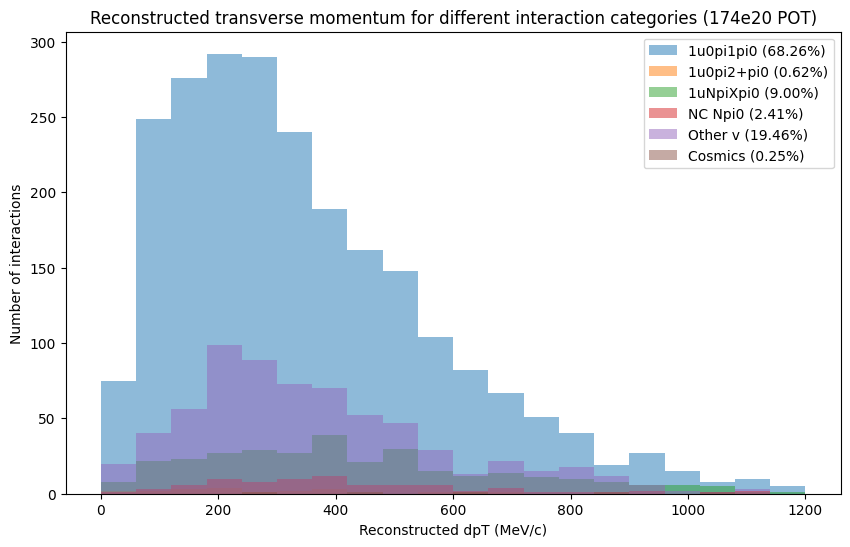 Reconstructed transverse momentum for different interaction categories (174e20 POT)
1u0pi1pi0 (68.26%)
1u0pi2+pi0 (0.62%)
1uNpiXpi0 (9.00%)
NC Npi0 (2.41%)
Other v (19.46%)
Cosmics (0.25%)
Number of interactions
300
250
200
150
100
50
0
0 200 400 600 800 1000 1200
Reconstructed dpT (MeV/c)